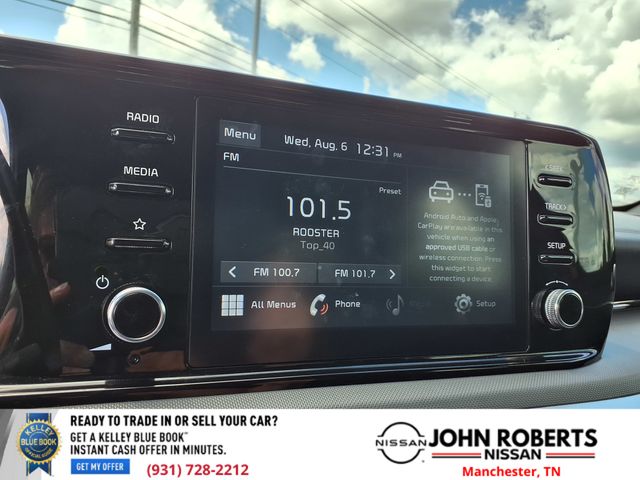 RADIO
MEDIA
Menu
Wed, Aug. 6 12:31 PM
FM
Preset
101.5
ROOSTER
Top_40
FM 100.7
FM 101.7
Android Auto and Apple
CarPlay are available in this
vehicle when using an
approved USB cable or
wireless connection. Press
this widget to start
connecting a device.
All Menus
Phone
Setup
TRACK
SETUP
KELLEY
BLUE BOOK
READY TO TRADE IN OR SELL YOUR CAR?
GET A KELLEY BLUE BOOK™
INSTANT CASH OFFER IN MINUTES.
GET MY OFFER
(931) 728-2212
NISSAN
JOHN ROBERTS
NISSAN
Manchester, TN